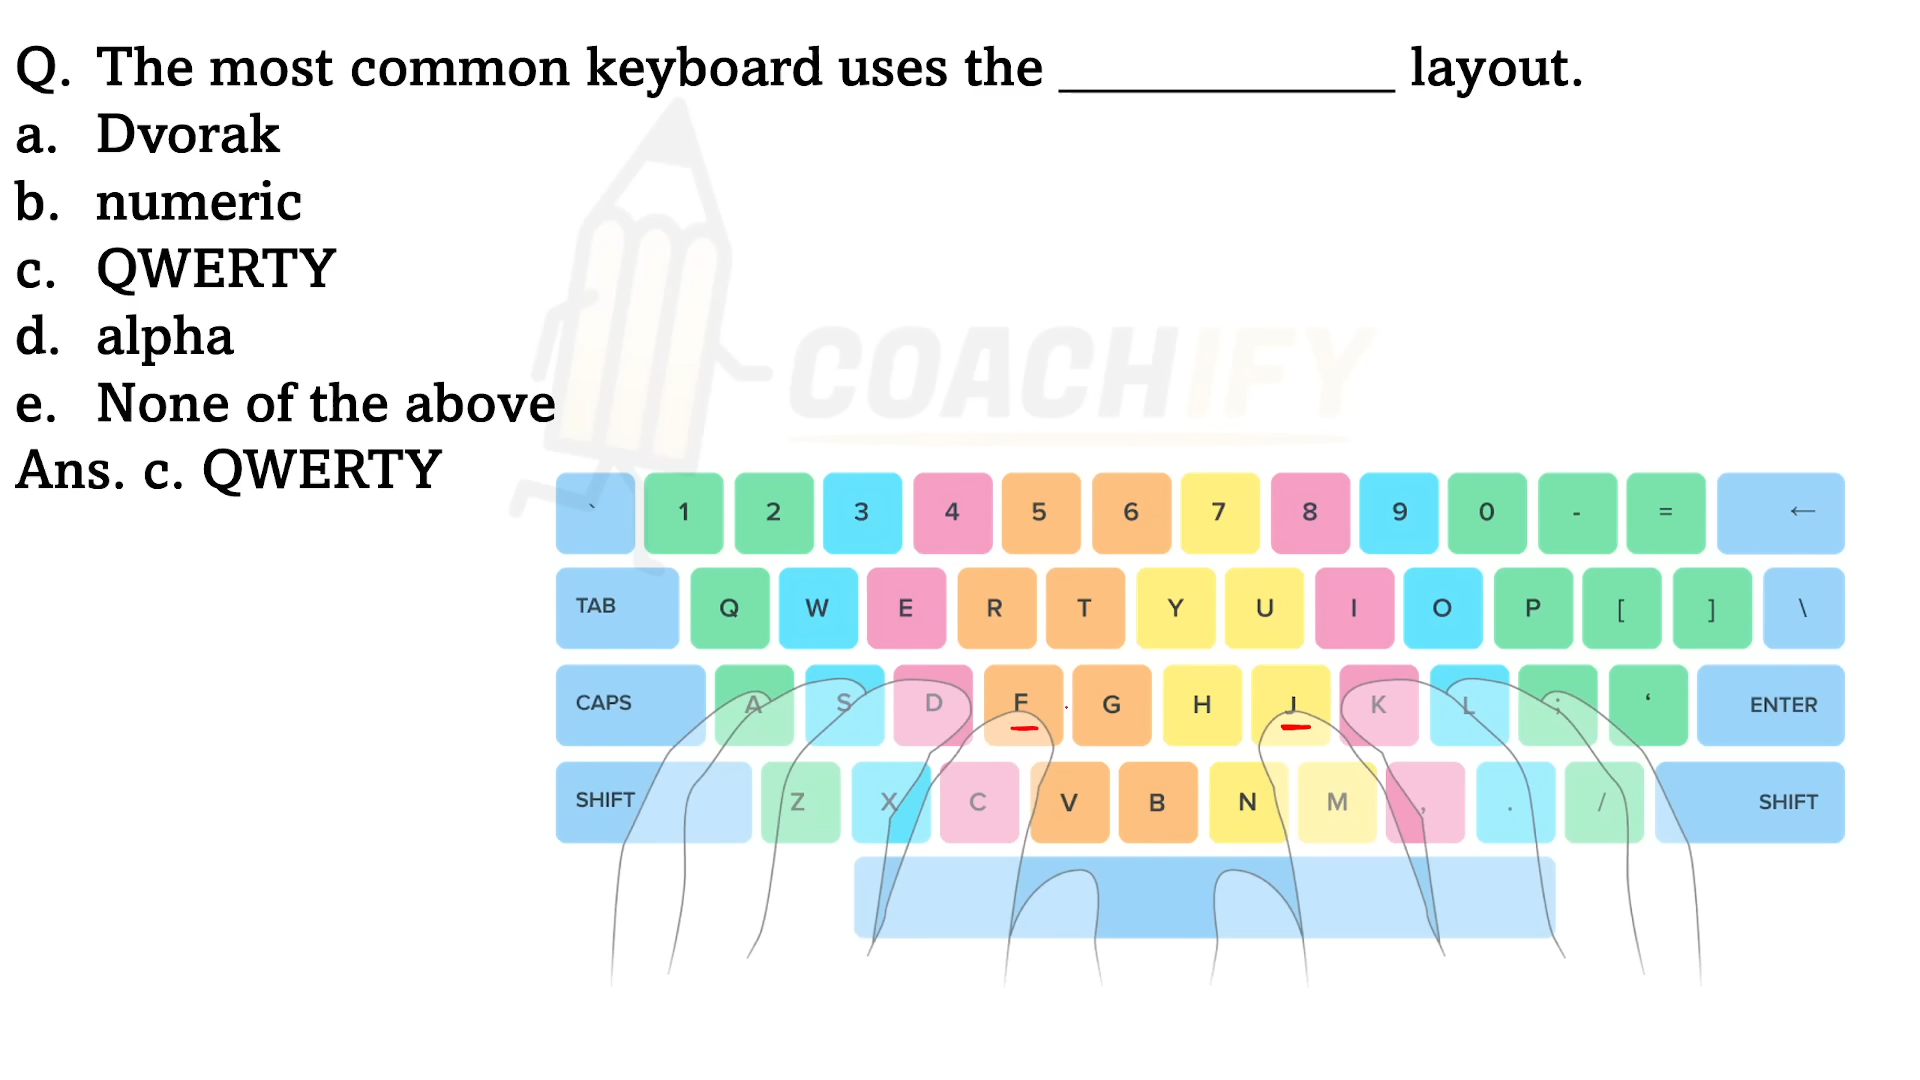 Q. The most common keyboard uses the ____________ layout.
a. Dvorak
b. numeric
c. QWERTY
d. alpha
e. None of the above
Ans. c. QWERTY
COACHIFY
` 1 2 3 4 5 6 7 8 9 0 - = ←
TAB Q W E R T Y U I O P [ ] \
CAPS A S D F G H J K L ; ‘ ENTER
SHIFT Z X C V B N M , . / SHIFT